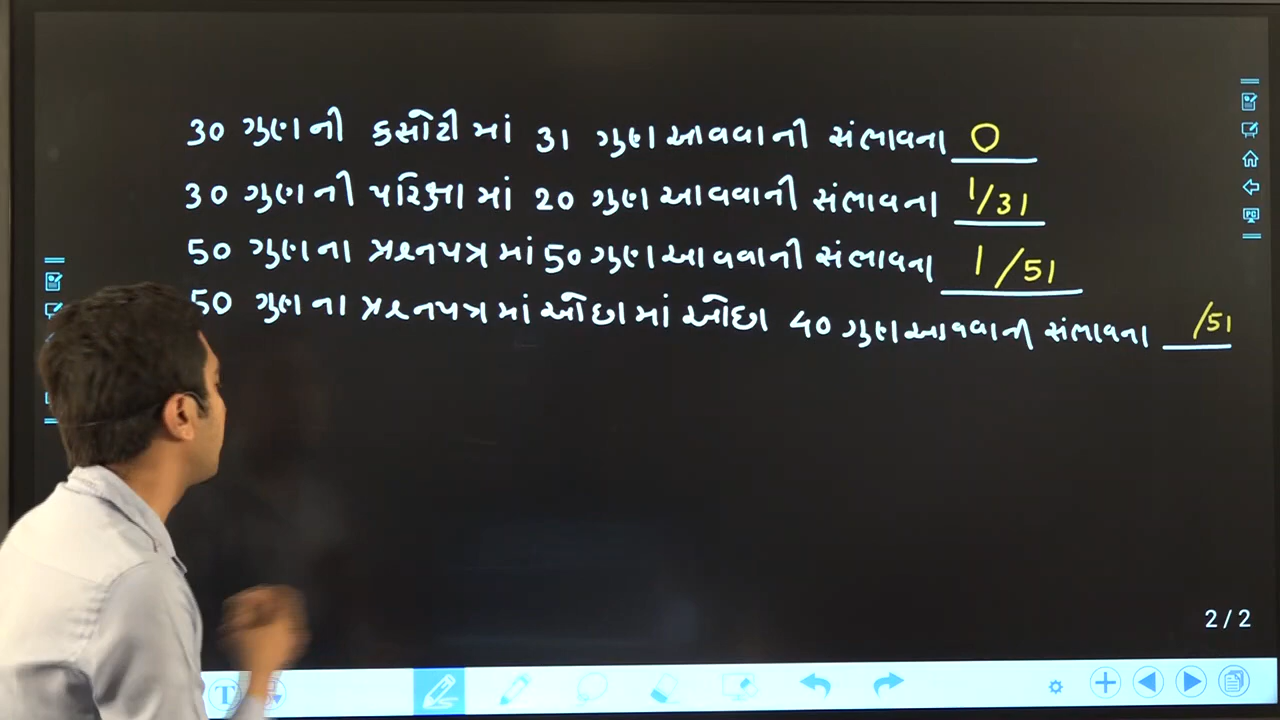 30 ગુણની કસોટીમાં 31 ગુણ આવવાની સંભાવના 0
30 ગુણની પરિક્ષામાં 20 ગુણ આવવાની સંભાવના 1/31
50 ગુણના પ્રશ્નપત્રમાં 50 ગુણ આવવાની સંભાવના 1/51
50 ગુણના પ્રશ્નપત્રમાં ઓછામાં ઓછા 40 ગુણ આવવાની સંભાવના /51
2/2